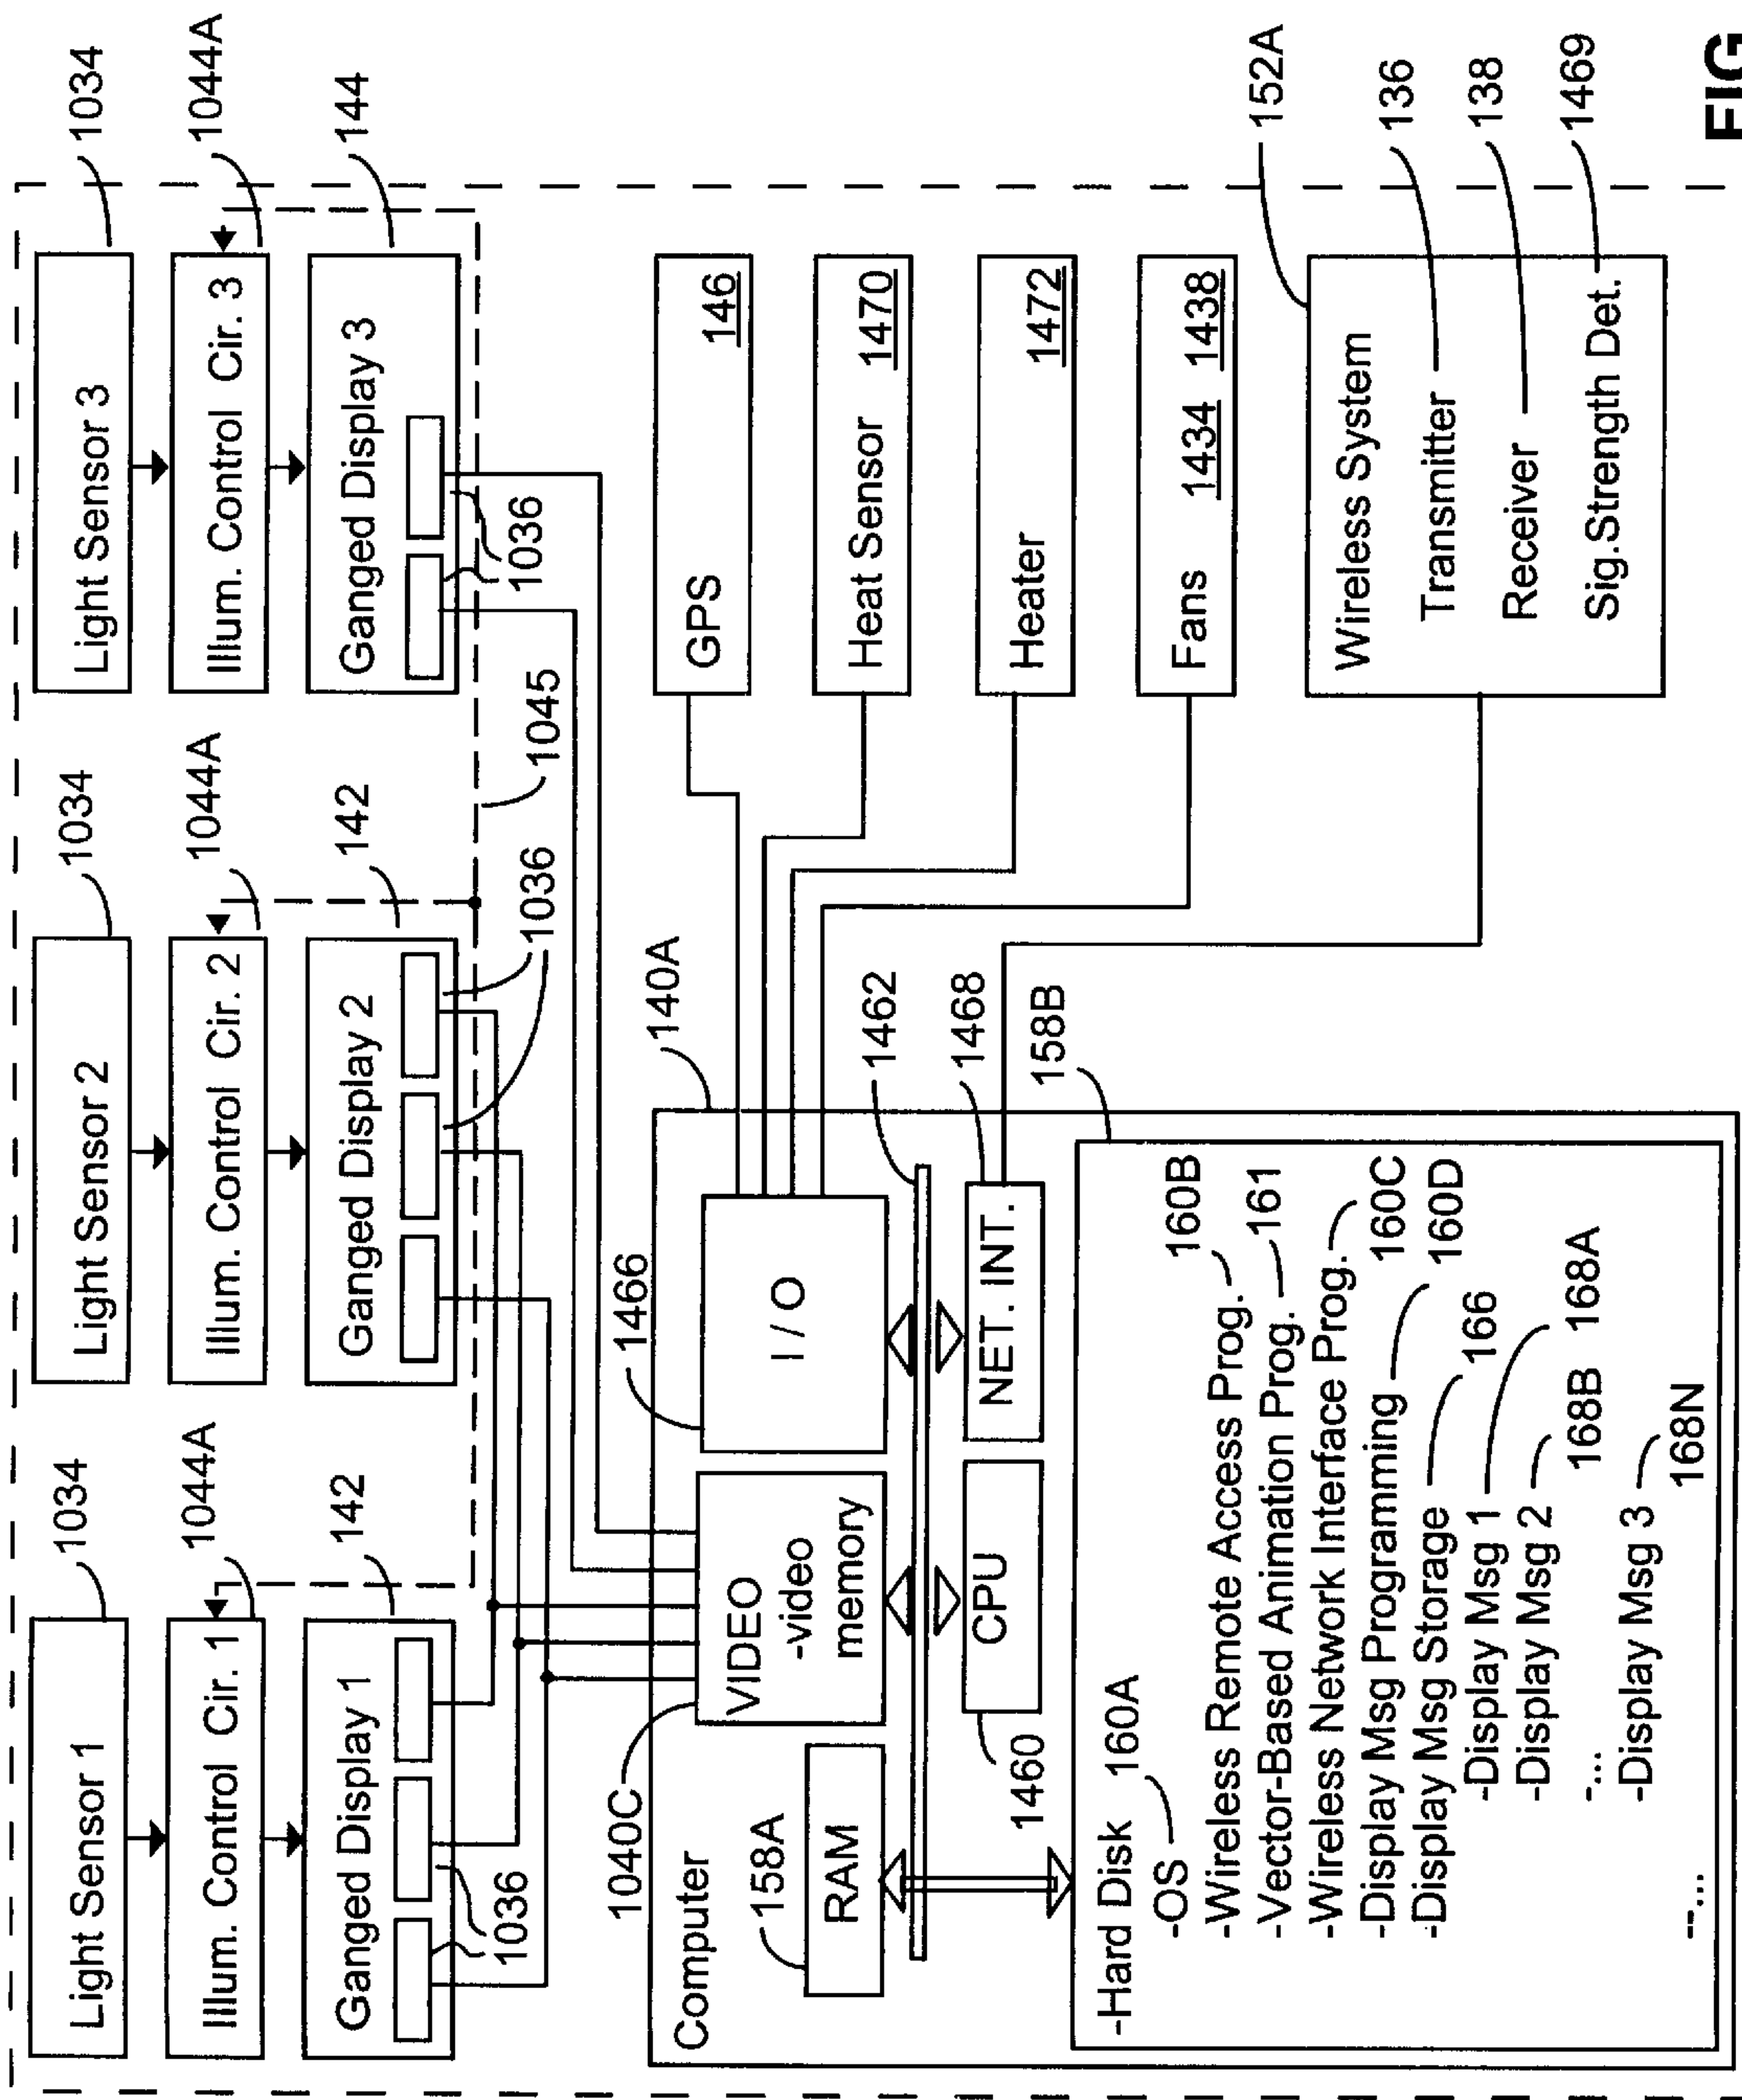 1034
1034
1034
Light Sensor 1
Light Sensor 2
Light Sensor 3
1044A
1044A
1044A
Illum. Control Cir. 1
Illum. Control Cir. 2
Illum. Control Cir. 3
142
142
144
Ganged Display 1
Ganged Display 2
Ganged Display 3
1036
1036
1036
1045
GPS 146
Heat Sensor 1470
Heater 1472
Fans 1434 1438
152A
Wireless System
Transmitter
136
Receiver
138
Sig.Strength Det.
1469
140A
Computer
1040C
VIDEO
-video
memory
1466
I / O
158A
RAM
1462
1460
CPU
1468
NET. INT.
158B
-Hard Disk 160A
-OS
-Wireless Remote Access Prog. 160B
-Vector-Based Animation Prog. 161
-Wireless Network Interface Prog. 160C
-Display Msg Programming 160D
-Display Msg Storage 166
-Display Msg 1 168A
-Display Msg 2 168B
-...
-Display Msg 3 168N
-...
FIG